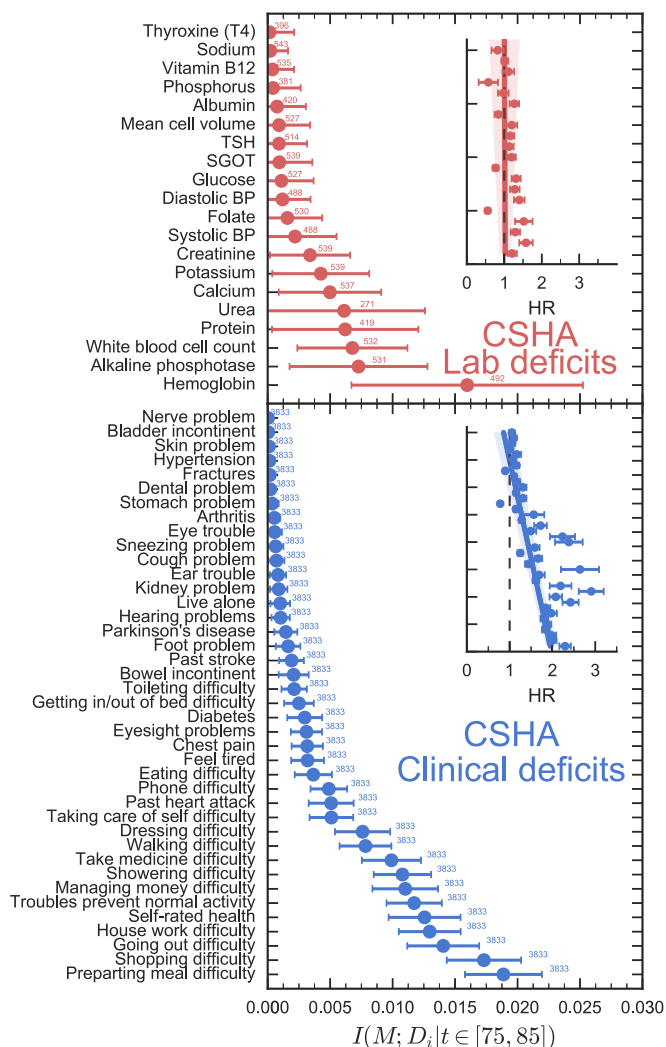 Thyroxine (T4) 396
Sodium 543
Vitamin B12 535
Phosphorus 381
Albumin 420
Mean cell volume 527
TSH 514
SGOT 539
Glucose 527
Diastolic BP 488
Folate 530
Systolic BP 488
Creatinine 539
Potassium 539
Calcium 537
Urea 271
Protein 419
White blood cell count 532
Alkaline phosphotase 531
Hemoglobin 492
0 1 2 3
HR
CSHA
Lab deficits
Nerve problem 3833
Bladder incontinent 3833
Skin problem 3833
Hypertension 3833
Fractures 3833
Dental problem 3833
Stomach problem 3833
Arthritis 3833
Eye trouble 3833
Sneezing problem 3833
Cough problem 3833
Ear trouble 3833
Kidney problem 3833
Live alone 3833
Hearing problems 3833
Parkinson's disease 3833
Foot problem 3833
Past stroke 3833
Bowel incontinent 3833
Toileting difficulty 3833
Getting in/out of bed difficulty 3833
Diabetes 3833
Eyesight problems 3833
Chest pain 3833
Feel tired 3833
Eating difficulty 3833
Phone difficulty 3833
Past heart attack 3833
Taking care of self difficulty 3833
Dressing difficulty 3833
Walking difficulty 3833
Take medicine difficulty 3833
Showering difficulty 3833
Managing money difficulty 3833
Troubles prevent normal activity 3833
Self-rated health 3833
House work difficulty 3833
Going out difficulty 3833
Shopping difficulty 3833
Preparting meal difficulty 3833
0 1 2 3
HR
CSHA
Clinical deficits
0.000 0.005 0.010 0.015 0.020 0.025 0.030
I(M; D_i|t ∈ [75, 85])